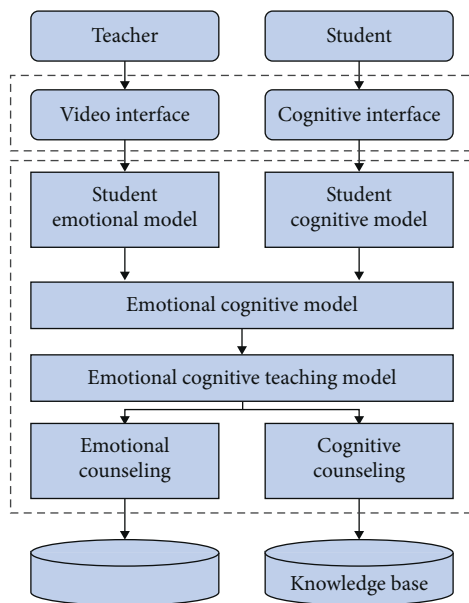 Teacher
Student
Video interface
Cognitive interface
Student
emotional model
Student
cognitive model
Emotional cognitive model
Emotional cognitive teaching model
Emotional
counseling
Cognitive
counseling
Knowledge base